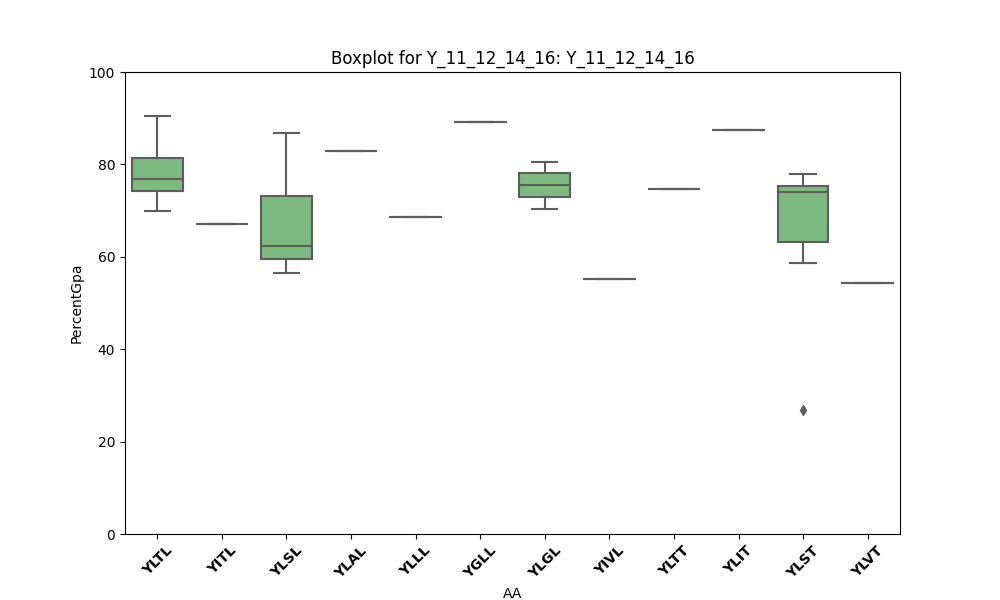 Boxplot for Y_11_12_14_16: Y_11_12_14_16
100
80
60
40
20
0
PercentGpa
YLTL
YITL
YLSL
YLAL
YLLL
YGLL
YLGL
YIVL
YLTT
YLIT
YLST
YLVT
AA